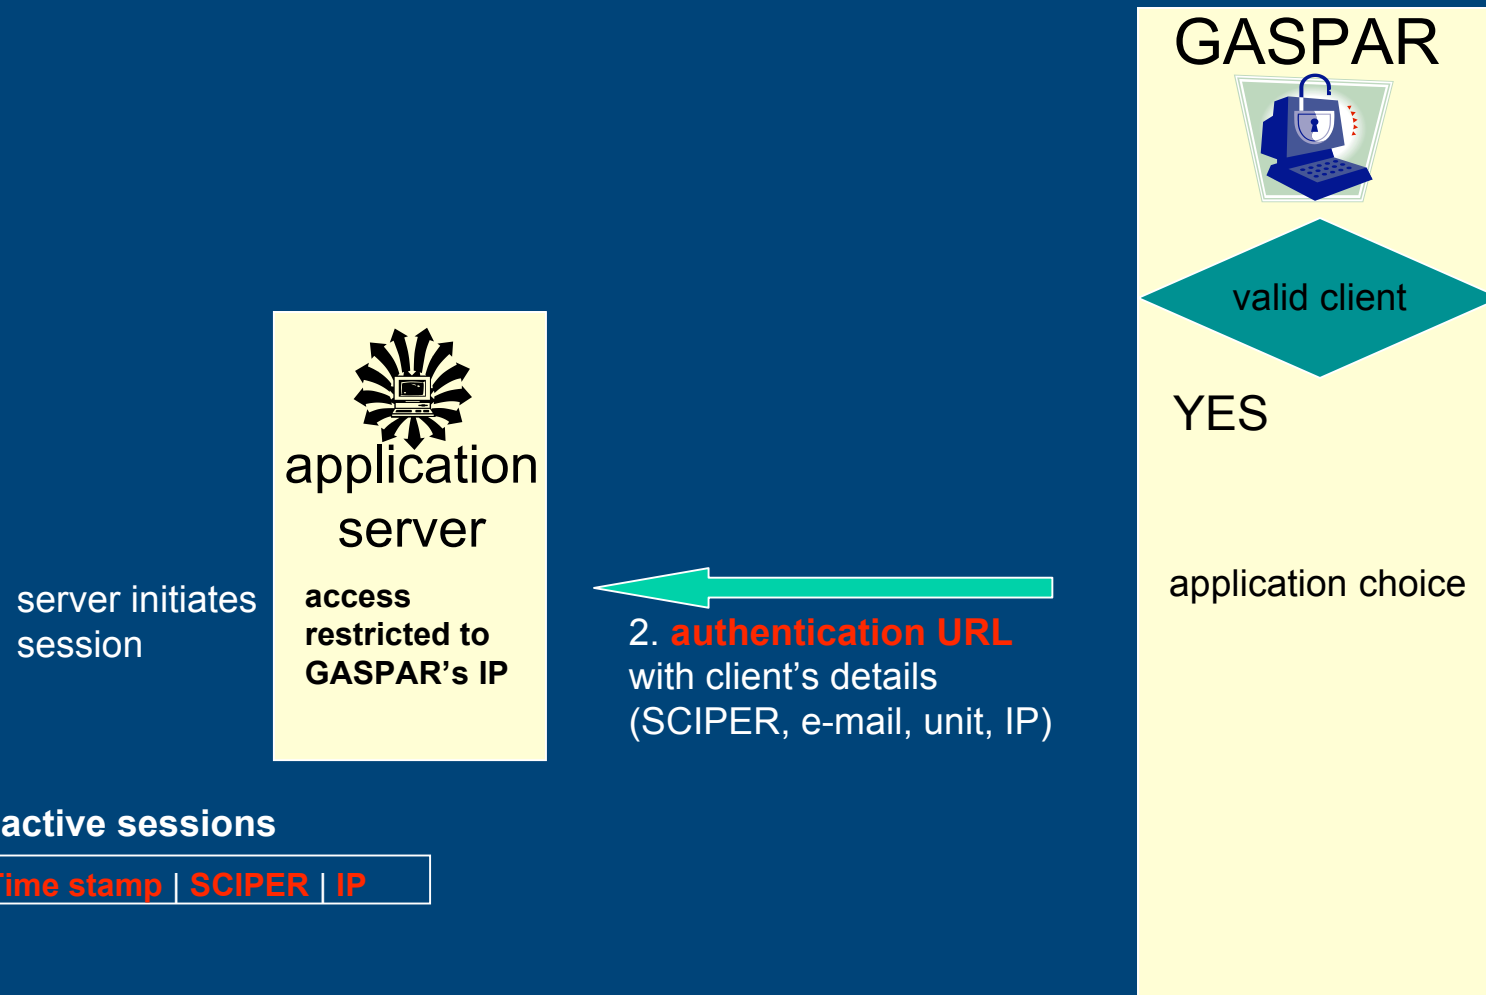 GASPAR
valid client
YES
application choice
application
server
access
restricted to
GASPAR’s IP
server initiates
session
2. authentication URL
with client’s details
(SCIPER, e-mail, unit, IP)
active sessions
Time stamp | SCIPER | IP